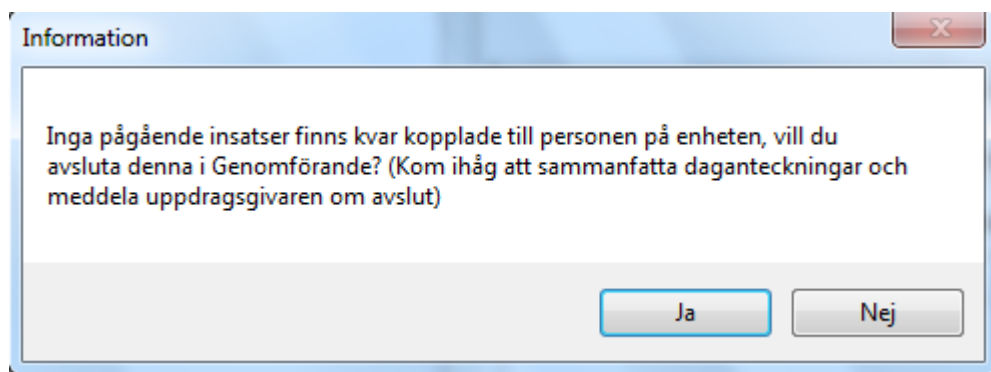 Information
Inga pågående insatser finns kvar kopplade till personen på enheten, vill du
avsluta denna i Genomförande? (Kom ihåg att sammanfatta daganteckningar och
meddela uppdragsgivaren om avslut)
Ja
Nej